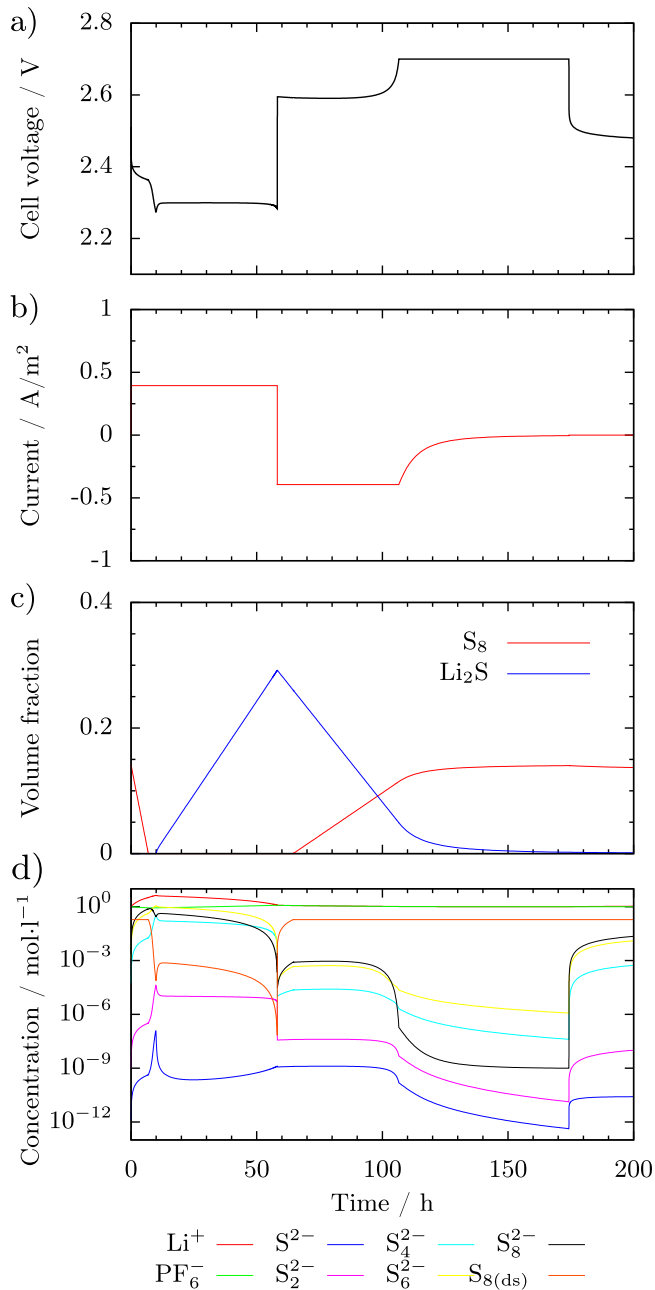 a)
2.8
2.6
2.4
2.2
Cell voltage / V
b)
1
0.5
0
-0.5
-1
Current / A/m²
c)
0.4
0.2
0
Volume fraction
S₈
Li₂S
d)
10⁰
10⁻³
10⁻⁶
10⁻⁹
10⁻¹²
Concentration / mol·l⁻¹
0 50 100 150 200
Time / h
Li⁺ S²⁻ S₄²⁻ S₈²⁻
PF₆⁻ S₂²⁻ S₆²⁻ S₈₍ds₎